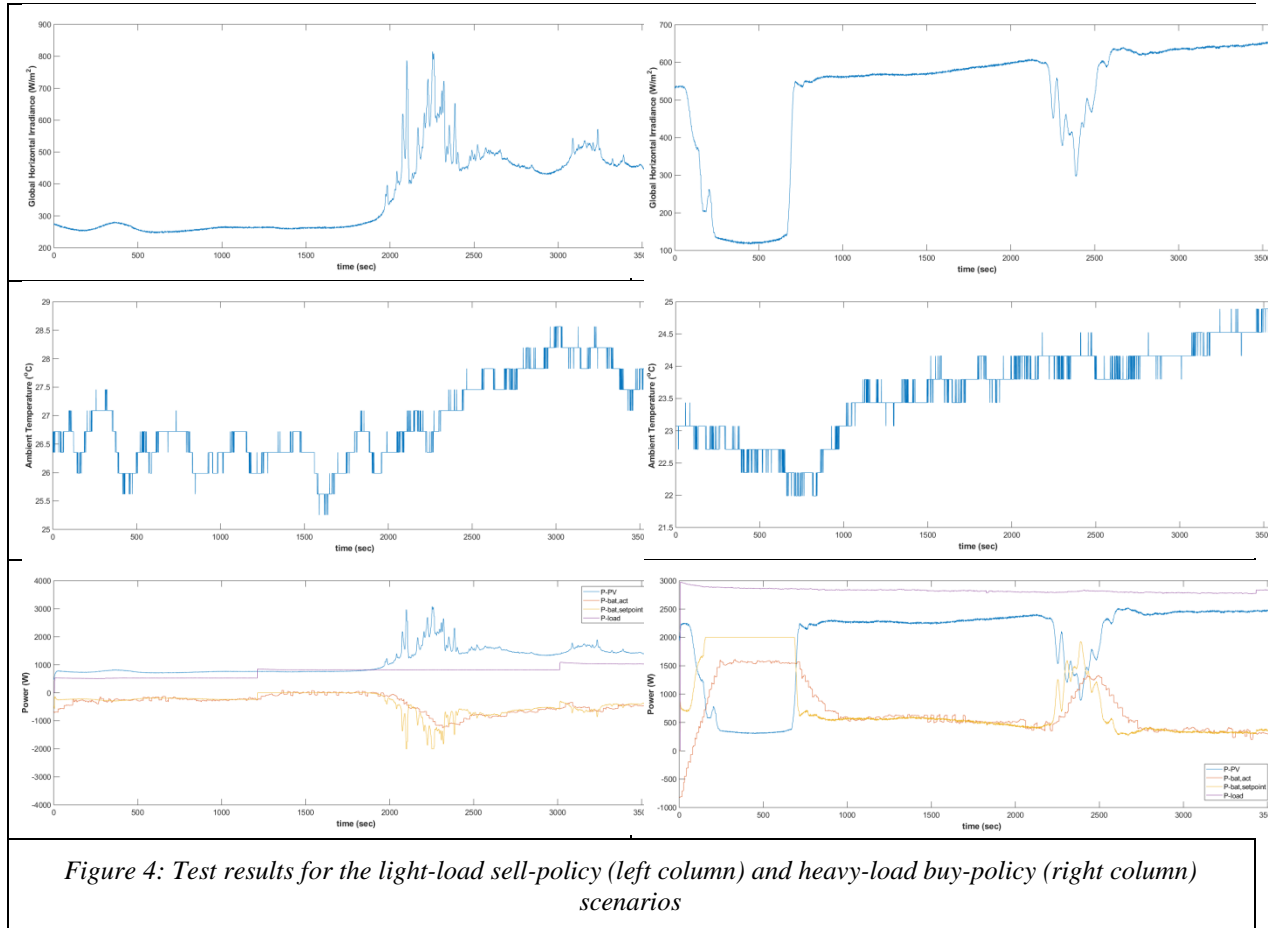 900
800
700
600
500
400
300
200
Global Horizontal Irradiance (W/m²)
0 500 1000 1500 2000 2500 3000 350
time (sec)
700
600
500
400
300
200
100
Global Horizontal Irradiance (W/m²)
0 500 1000 1500 2000 2500 3000 350
time (sec)
29
28.5
28
27.5
27
26.5
26
25.5
25
Ambient Temperature (°C)
0 500 1000 1500 2000 2500 3000 350
time (sec)
25
24.5
24
23.5
23
22.5
22
21.5
Ambient Temperature (°C)
0 500 1000 1500 2000 2500 3000 350
time (sec)
4000
3000
2000
1000
0
-1000
-2000
-3000
-4000
Power (W)
P-PV
P-bat,act
P-bat,setpoint
P-load
0 500 1000 1500 2000 2500 3000 350
time (sec)
3000
2500
2000
1500
1000
500
0
-500
-1000
Power (W)
P-PV
P-bat,act
P-bat,setpoint
P-load
0 500 1000 1500 2000 2500 3000 350
time (sec)
Figure 4: Test results for the light-load sell-policy (left column) and heavy-load buy-policy (right column)
scenarios